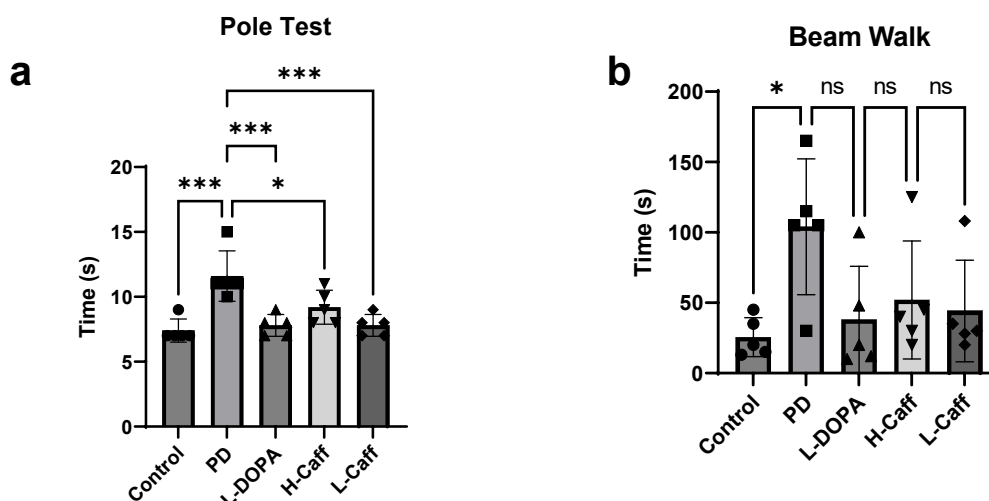 Pole Test
a
***
***
***
*
Time (s)
20
15
10
5
0
Control
PD
L-DOPA
H-Caff
L-Caff
Beam Walk
b
*
ns
ns
ns
Time (s)
200
150
100
50
0
Control
PD
L-DOPA
H-Caff
L-Caff